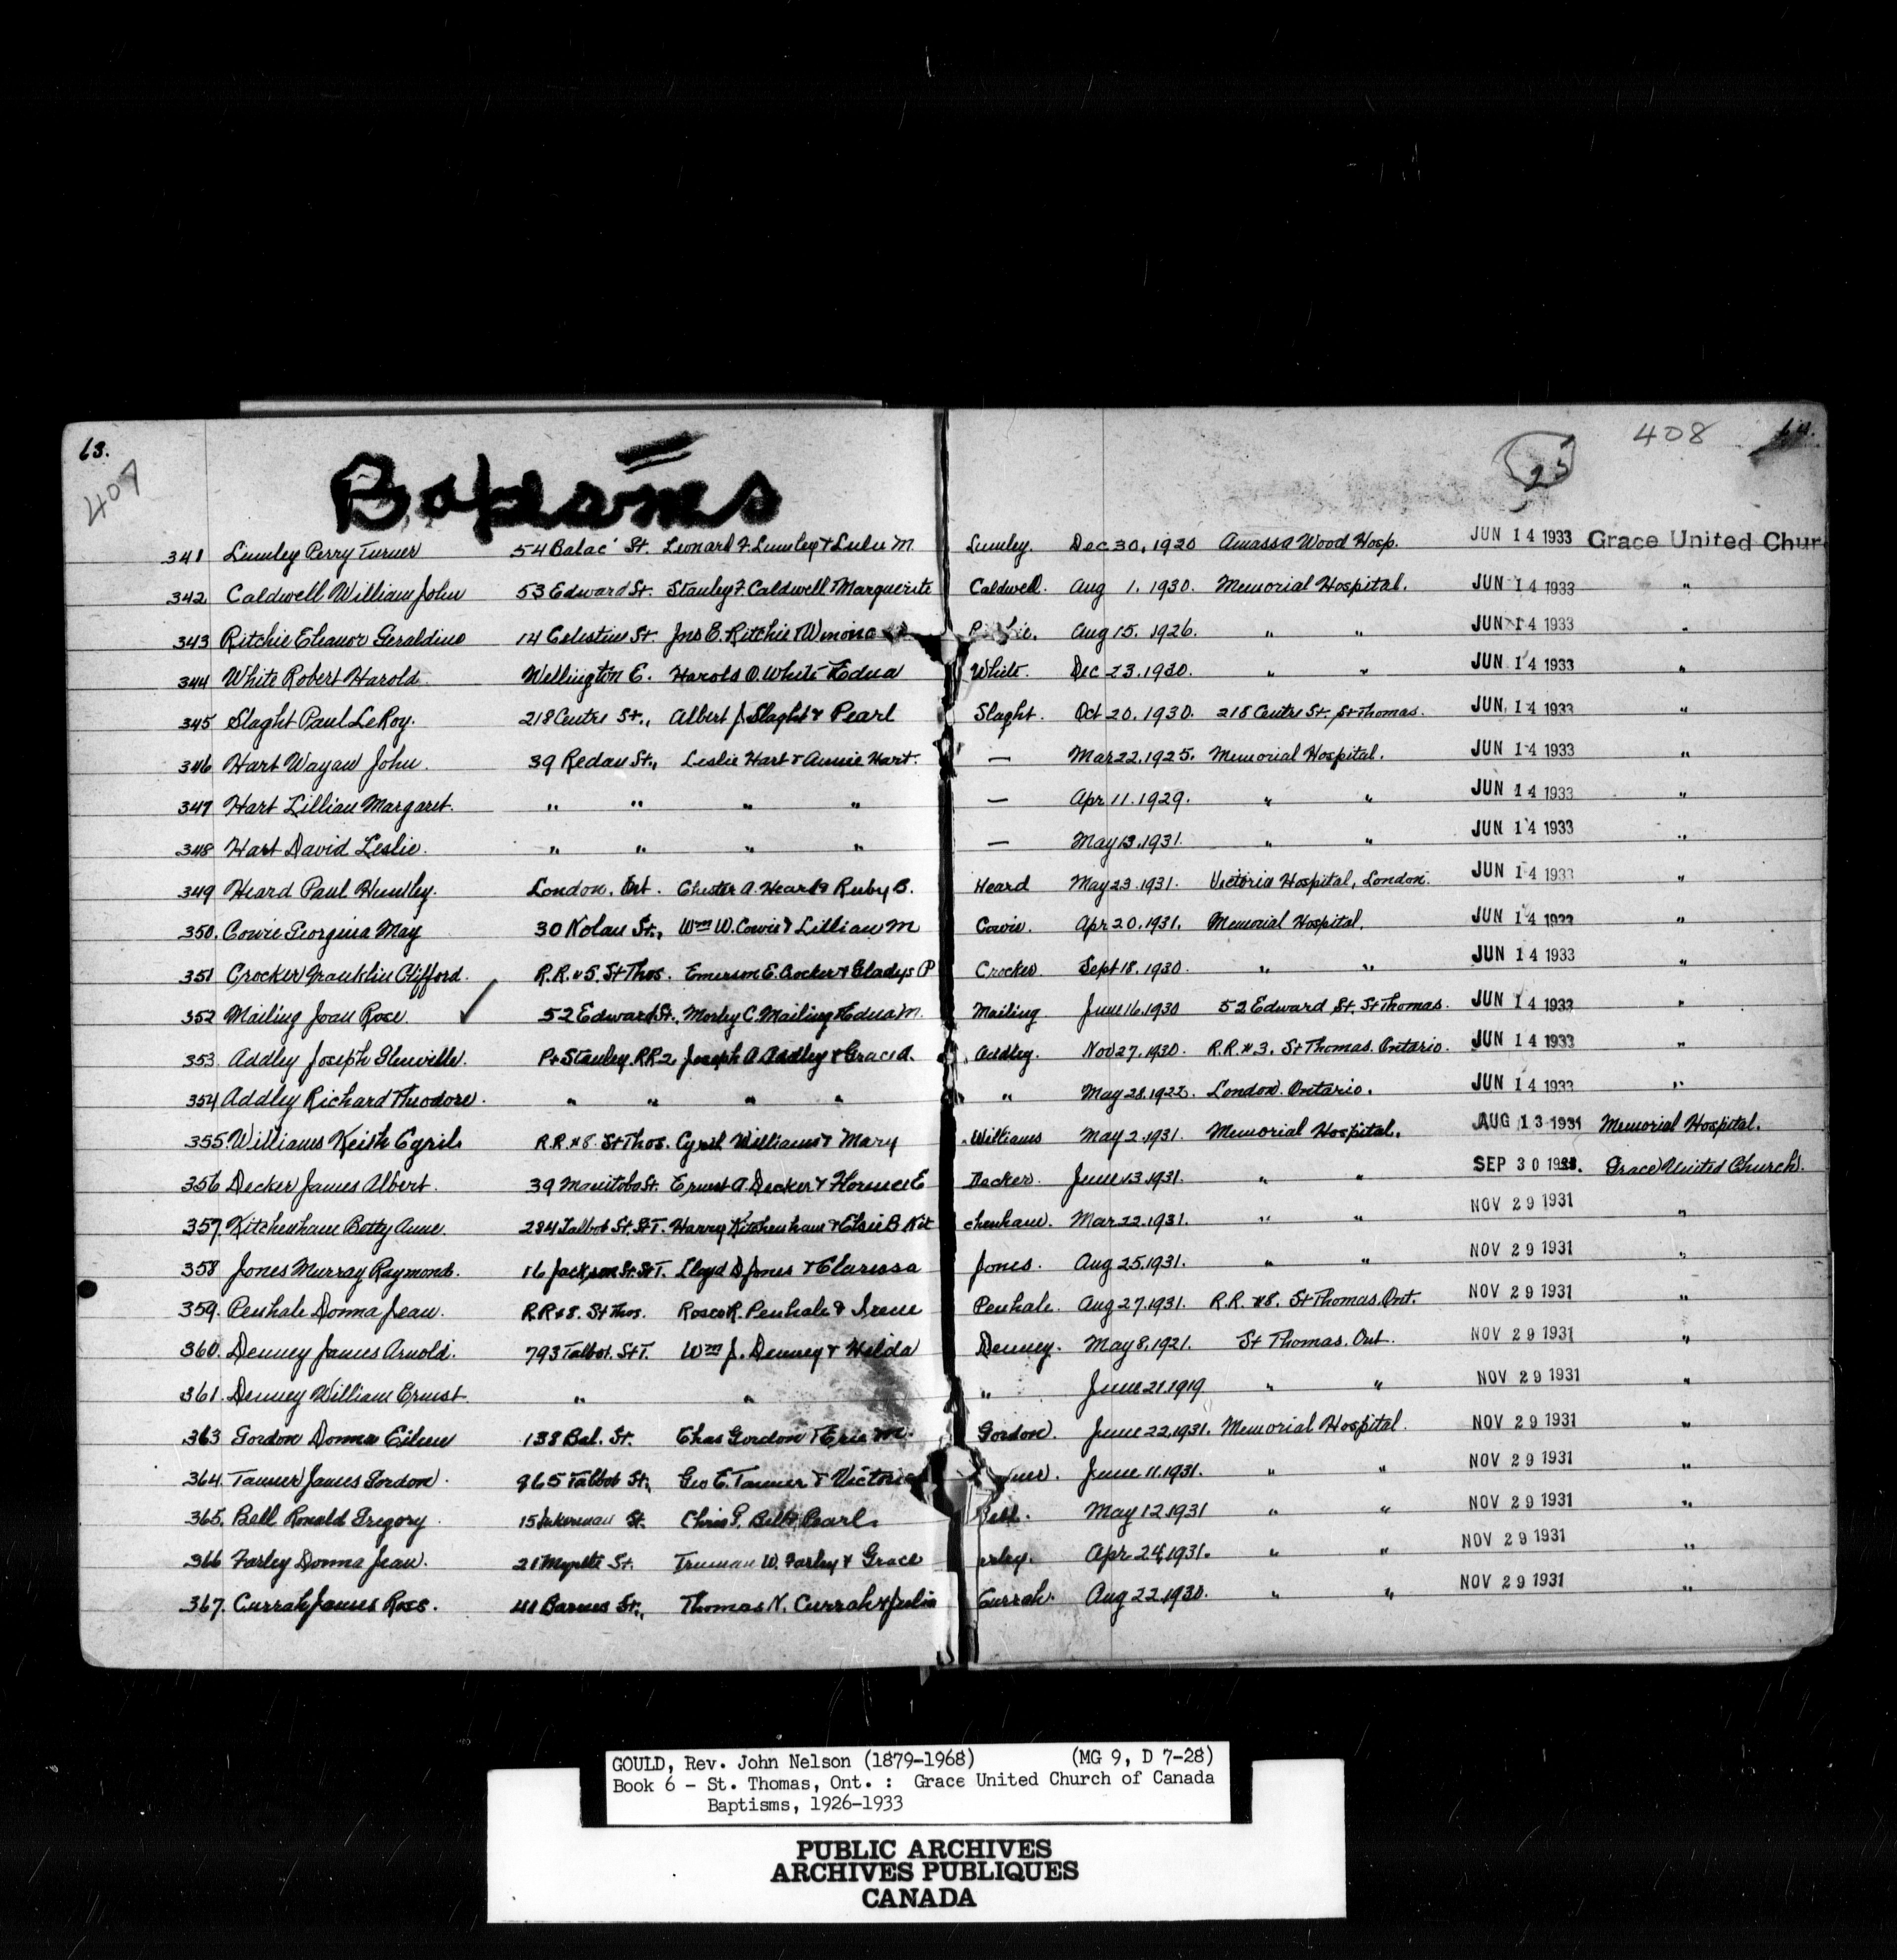 63.
407
Baptisms
408
25
341 Lumley Perry Turner 54 Balac' St. Leonard F. Lumley & Lulu M. Lumley. Dec 30, 1920 Amassa Wood Hosp. JUN 14 1933 Grace United Chur
342 Caldwell William John 53 Edward St. Stanley F. Caldwell & Marguerite Caldwell. Aug 1. 1930. Memorial Hospital. JUN 14 1933 "
343 Ritchie Eleanor Geraldine 14 Celestine St. Jno E. Ritchie & Winona Aug 15. 1926. " " JUN 14 1933 "
344 White Robert Harold. Wellington E. Harold O. White & Edna White. Dec 23. 1930. " " JUN 14 1933 "
345 Slaght Paul LeRoy. 218 Centre St., Albert J. Slaght & Pearl Slaght. Oct 20. 1930. 218 Centre St., St Thomas. JUN 14 1933 "
346 Hart Wayan John. 39 Redan St., Leslie Hart & Annie Hart. — Mar 22. 1925. Memorial Hospital. JUN 14 1933 "
347 Hart Lillian Margaret. " " " " — Apr 11. 1929. " " JUN 14 1933 "
348 Hart David Leslie. " " " " — May 13. 1931. " " JUN 14 1933 "
349 Heard Paul Huntley. London. Ont. Chester A. Heard & Ruby B. Heard May 23. 1931. Victoria Hospital, London. JUN 14 1933 "
350. Cowie Georgina May 30 Nolan St., Wm W. Cowie & Lillian M Cowie. Apr 20. 1931. Memorial Hospital. JUN 14 1933 "
351 Crocker Franklin Clifford. R.R. #5. St Thos. Emerson E. Crocker & Gladys P Crocker. Sept 18. 1930. " " JUN 14 1933 "
352 Mailing Joan Rose. 52 Edward St., Morley C. Mailing & Edna M. Mailing June 16. 1930 52 Edward St. St Thomas. JUN 14 1933 "
353. Addley Joseph Glenville. Pt Stanley. RR 2 Joseph A. Addley & Grace A. Addley. Nov 27. 1930. R.R. #3. St Thomas. Ontario. JUN 14 1933 "
354 Addley Richard Theodore. " " " " " May 28. 1922. London. Ontario. JUN 14 1933 "
355. Williams Keith Cyril R.R. #8. St Thos. Cyril Williams & Mary Williams May 2. 1931. Memorial Hospital. AUG 13 1931 Memorial Hospital.
356 Decker James Albert. 39 Manitoba St. Ernest A. Decker & Florence E Decker. June 13. 1931. " " SEP 30 Grace United Church.
357. Kitchenham Betty Anne. 284 Talbot St. St T. Harry Kitchenham & Elsie B Kit chenham. Mar 22. 1931. " " NOV 29 1931 "
358 Jones Murray Raymond. 16 Jackson St. St T. Lloyd D Jones & Claressa Jones. Aug 25. 1931. " " NOV 29 1931 "
359. Penhale Donna Jean. R.R #8. St Thos. Roscoe R. Penhale & Irene Penhale. Aug 27. 1931. R.R. #8. St Thomas. Ont. NOV 29 1931 "
360. Denney James Arnold. 793 Talbot. St T. Wm J. Denney & Hilda Denney. May 8. 1921. St Thomas. Ont. NOV 29 1931 "
361. Denney William Ernest. " " " June 21. 1919 " " NOV 29 1931 "
363 Gordon Donna Eileen 138 Bal. St. Chas Gordon & M. Gordon. June 22. 1931. Memorial Hospital. NOV 29 1931 "
364. Tanner James Gordon. 965 Talbot St., Geo E. Tanner & Victoria June 11. 1931. " " NOV 29 1931 "
365. Bell Ronald Gregory. 15 Inkerman St. Chris G. Bell & Pearl. Bell. May 12. 1931 " " NOV 29 1931 "
366 Farley Donna Jean. 21 Myrtle St. Truman W. Farley & Grace arley. Apr 24, 1931. " " NOV 29 1931 "
367. Currah James Ross. 41 Barnes St., Thomas N. Currah & Julia Currah. Aug 22. 1930. " " NOV 29 1931 "
GOULD, Rev. John Nelson (1879-1968) (MG 9, D 7-28)
Book 6 - St. Thomas, Ont. : Grace United Church of Canada
Baptisms, 1926-1933
PUBLIC ARCHIVES
ARCHIVES PUBLIQUES
CANADA